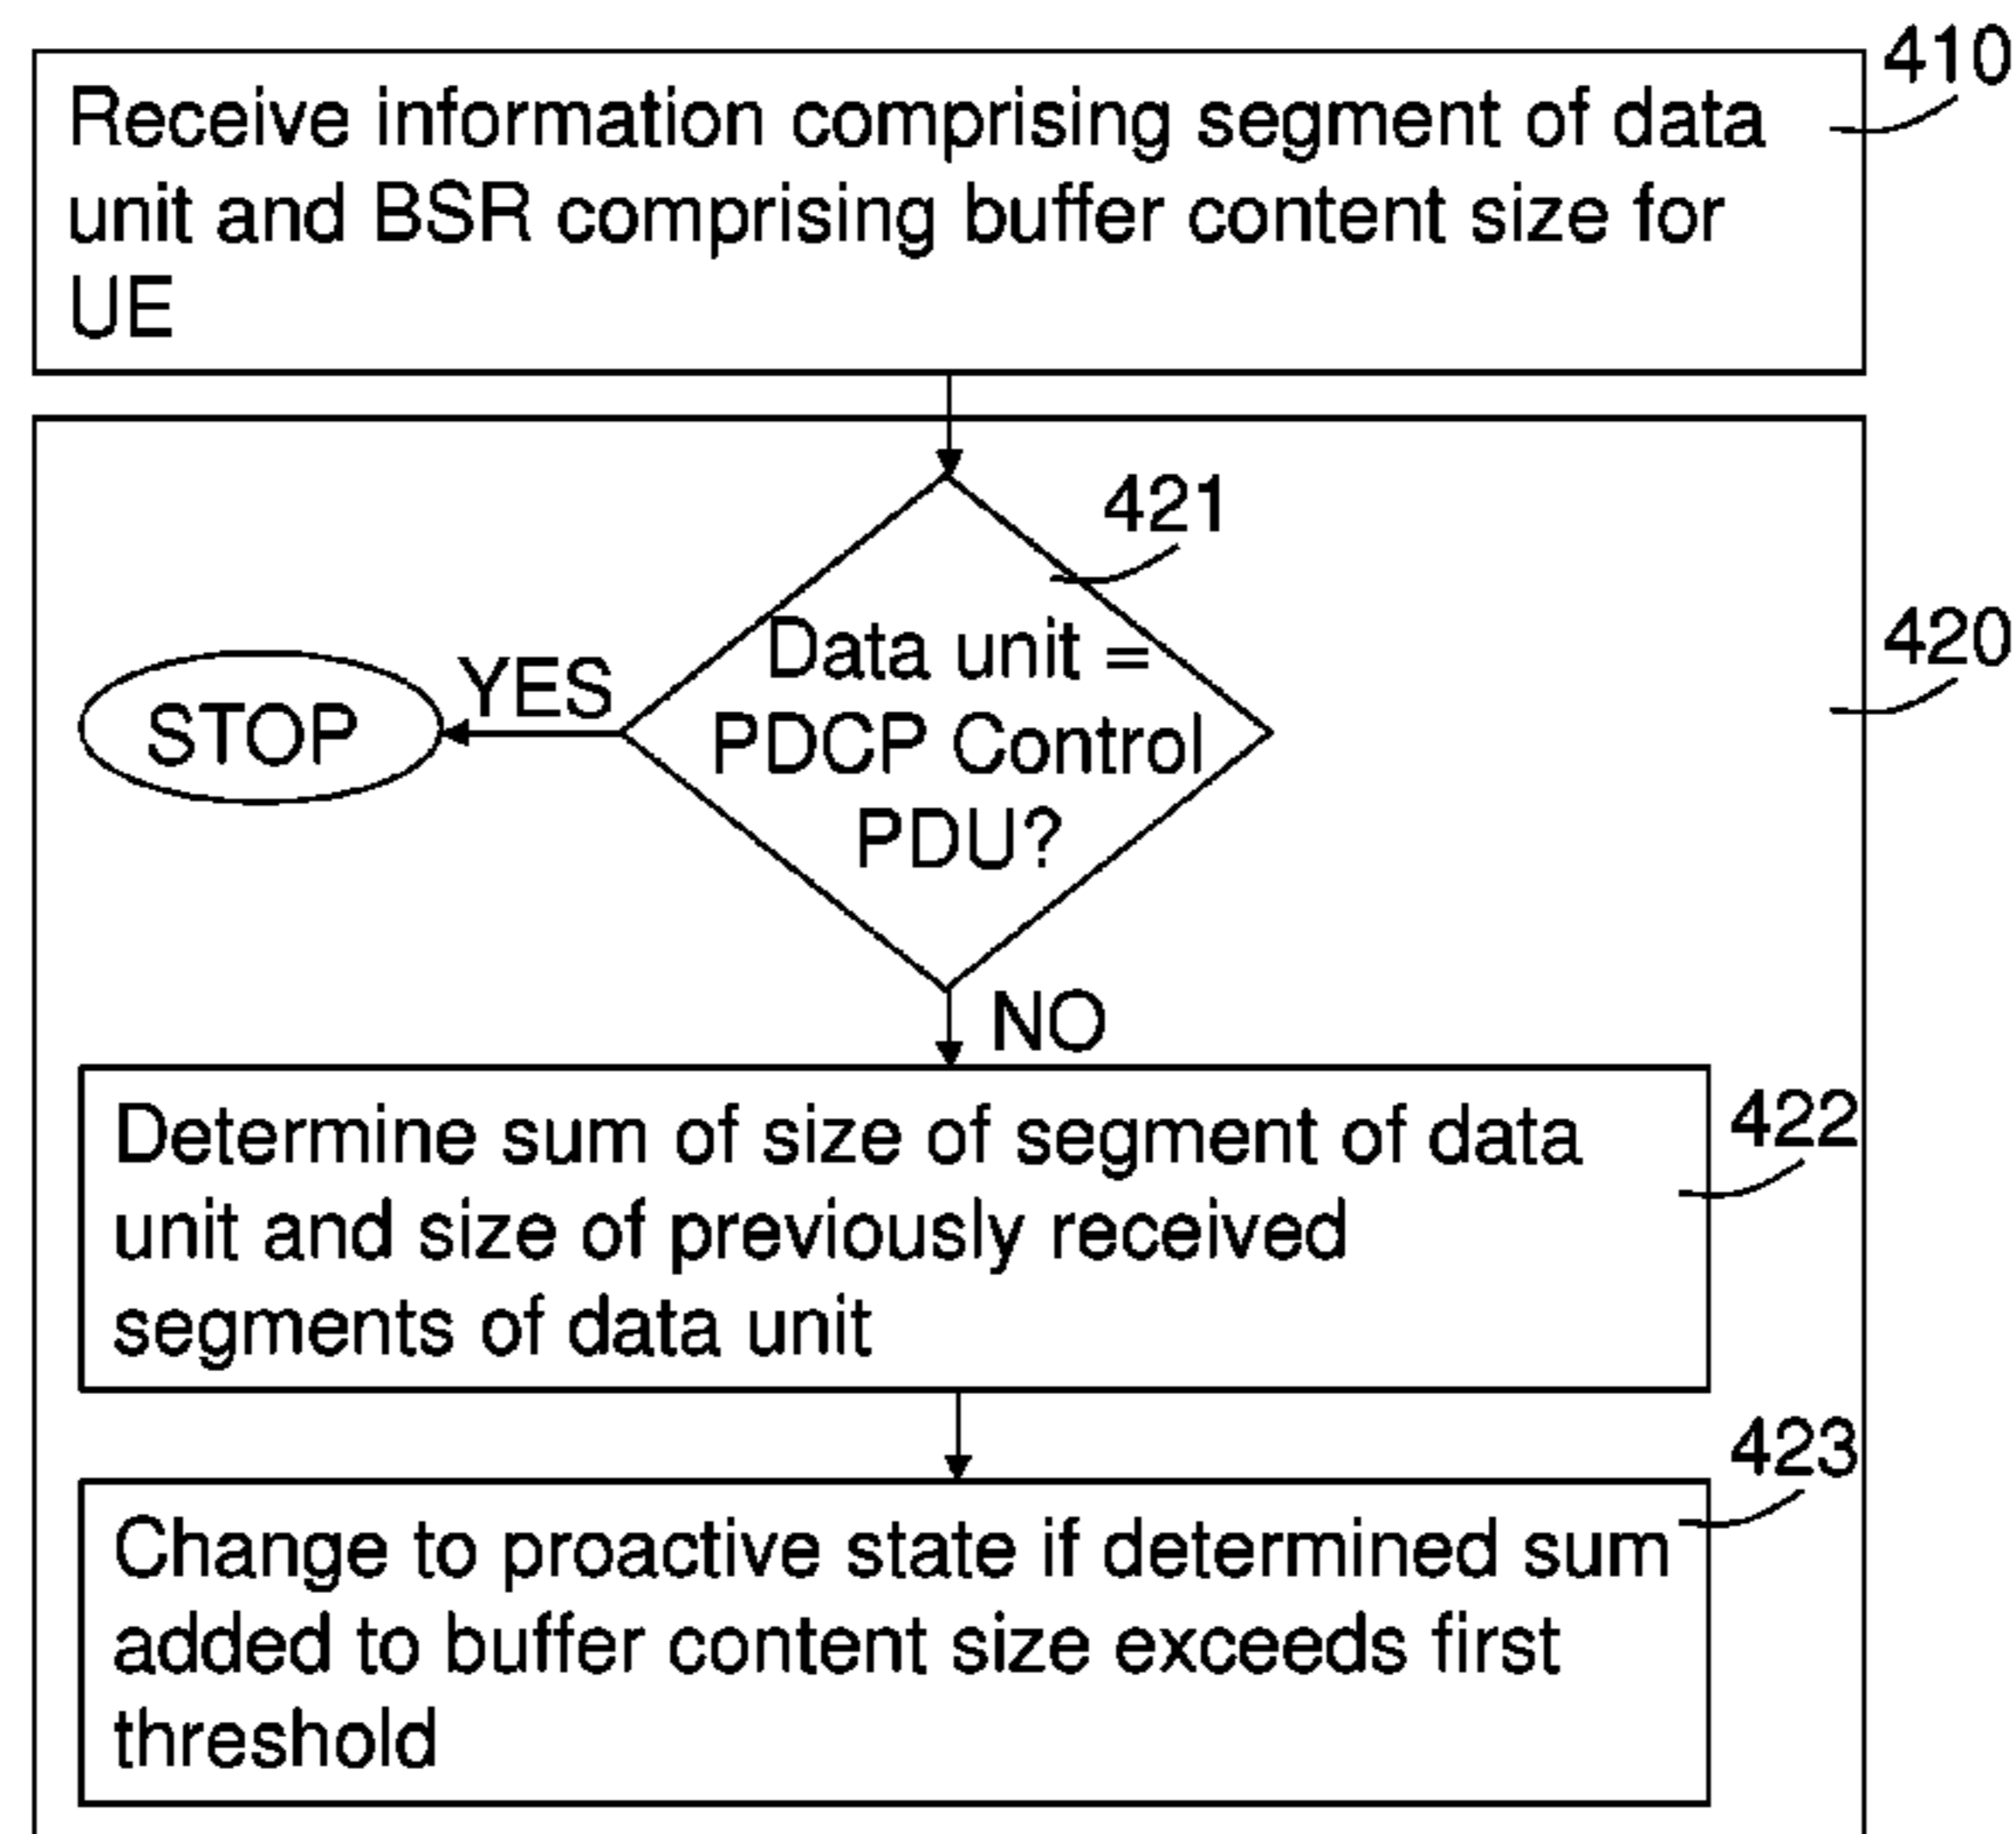 410
Receive information comprising segment of data
unit and BSR comprising buffer content size for
UE
421
420
Data unit =
YES
STOP
PDCP Control
PDU?
NO
422
Determine sum of size of segment of data
unit and size of previously received
segments of data unit
423
Change to proactive state if determined sum
added to buffer content size exceeds first
threshold